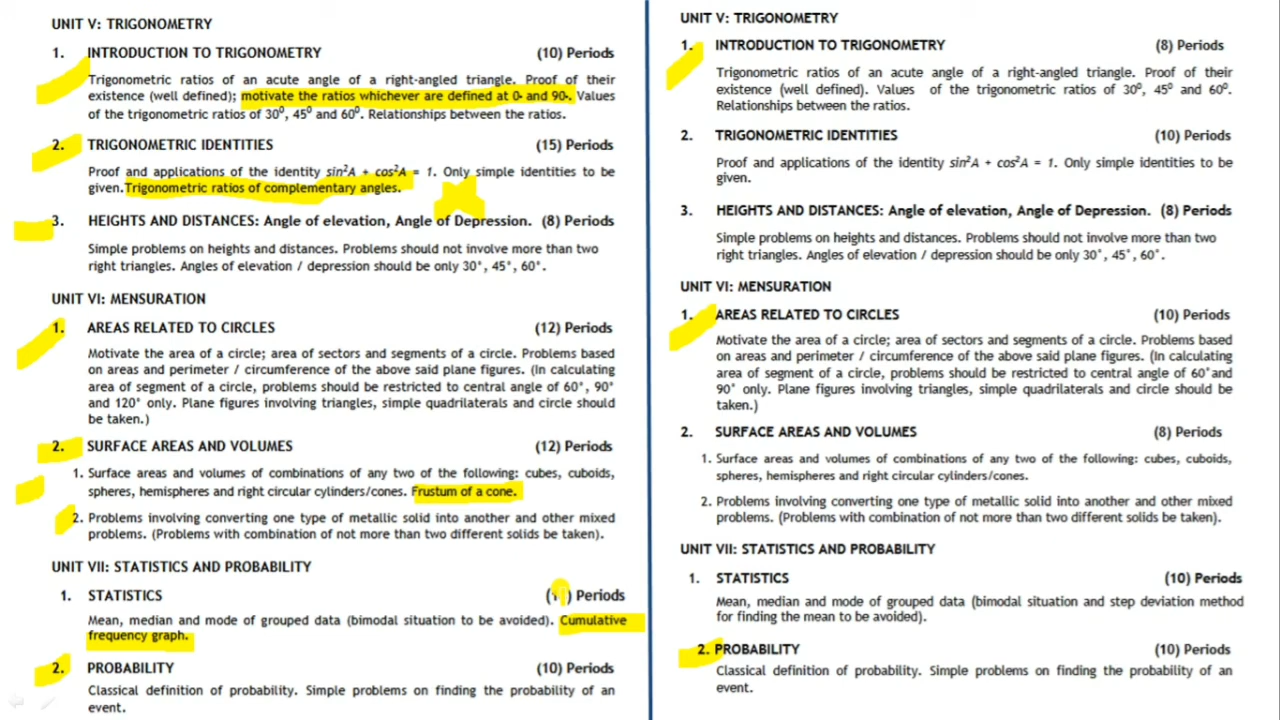 UNIT V: TRIGONOMETRY
1. INTRODUCTION TO TRIGONOMETRY (10) Periods
Trigonometric ratios of an acute angle of a right-angled triangle. Proof of their
existence (well defined); motivate the ratios whichever are defined at 0• and 90•. Values
of the trigonometric ratios of 30⁰, 45⁰ and 60⁰. Relationships between the ratios.
2. TRIGONOMETRIC IDENTITIES (15) Periods
Proof and applications of the identity sin²A + cos²A = 1. Only simple identities to be
given.Trigonometric ratios of complementary angles.
3. HEIGHTS AND DISTANCES: Angle of elevation, Angle of Depression. (8) Periods
Simple problems on heights and distances. Problems should not involve more than two
right triangles. Angles of elevation / depression should be only 30˚, 45˚, 60˚.
UNIT VI: MENSURATION
1. AREAS RELATED TO CIRCLES (12) Periods
Motivate the area of a circle; area of sectors and segments of a circle. Problems based
on areas and perimeter / circumference of the above said plane figures. (In calculating
area of segment of a circle, problems should be restricted to central angle of 60˚, 90˚
and 120˚ only. Plane figures involving triangles, simple quadrilaterals and circle should
be taken.)
2. SURFACE AREAS AND VOLUMES (12) Periods
1. Surface areas and volumes of combinations of any two of the following: cubes, cuboids,
spheres, hemispheres and right circular cylinders/cones. Frustum of a cone.
2. Problems involving converting one type of metallic solid into another and other mixed
problems. (Problems with combination of not more than two different solids be taken).
UNIT VII: STATISTICS AND PROBABILITY
1. STATISTICS Periods
Mean, median and mode of grouped data (bimodal situation to be avoided). Cumulative
frequency graph.
2. PROBABILITY (10) Periods
Classical definition of probability. Simple problems on finding the probability of an
event.
UNIT V: TRIGONOMETRY
1. INTRODUCTION TO TRIGONOMETRY (8) Periods
Trigonometric ratios of an acute angle of a right-angled triangle. Proof of their
existence (well defined). Values of the trigonometric ratios of 30⁰, 45⁰ and 60⁰.
Relationships between the ratios.
2. TRIGONOMETRIC IDENTITIES (10) Periods
Proof and applications of the identity sin²A + cos²A = 1. Only simple identities to be
given.
3. HEIGHTS AND DISTANCES: Angle of elevation, Angle of Depression. (8) Periods
Simple problems on heights and distances. Problems should not involve more than two
right triangles. Angles of elevation / depression should be only 30˚, 45˚, 60˚.
UNIT VI: MENSURATION
1. AREAS RELATED TO CIRCLES (10) Periods
Motivate the area of a circle; area of sectors and segments of a circle. Problems based
on areas and perimeter / circumference of the above said plane figures. (In calculating
area of segment of a circle, problems should be restricted to central angle of 60˚and
90˚ only. Plane figures involving triangles, simple quadrilaterals and circle should be
taken.)
2. SURFACE AREAS AND VOLUMES (8) Periods
1. Surface areas and volumes of combinations of any two of the following: cubes, cuboids,
spheres, hemispheres and right circular cylinders/cones.
2. Problems involving converting one type of metallic solid into another and other mixed
problems. (Problems with combination of not more than two different solids be taken).
UNIT VII: STATISTICS AND PROBABILITY
1. STATISTICS (10) Periods
Mean, median and mode of grouped data (bimodal situation and step deviation method
for finding the mean to be avoided).
2. PROBABILITY (10) Periods
Classical definition of probability. Simple problems on finding the probability of an
event.